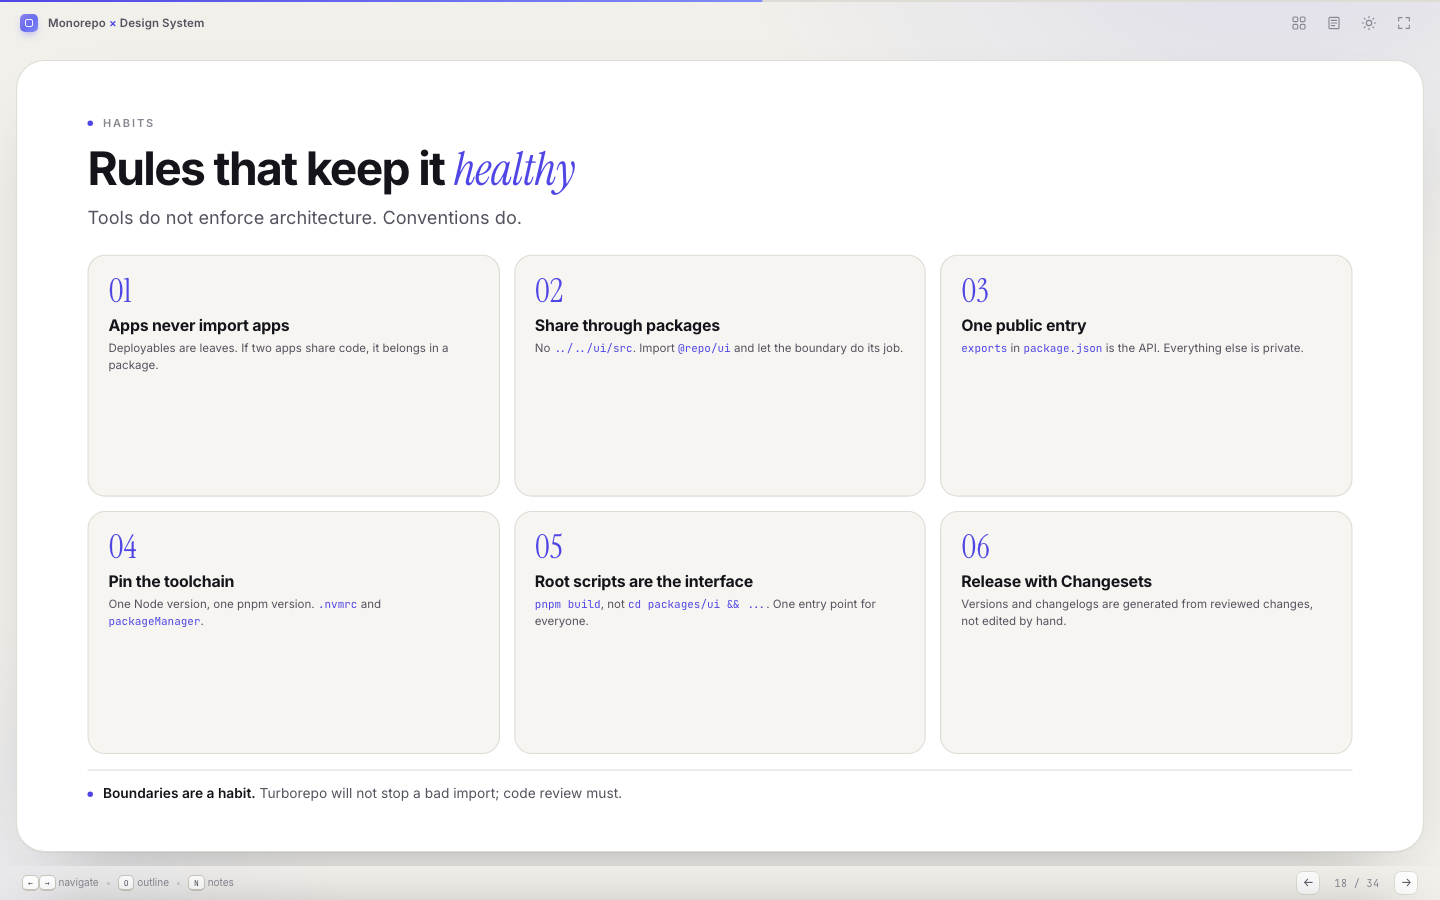 Monorepo × Design System
HABITS
Rules that keep it healthy
Tools do not enforce architecture. Conventions do.
01
Apps never import apps
Deployables are leaves. If two apps share code, it belongs in a
package.
02
Share through packages
No ../../ui/src. Import @repo/ui and let the boundary do its job.
03
One public entry
exports in package.json is the API. Everything else is private.
04
Pin the toolchain
One Node version, one pnpm version. .nvmrc and
packageManager.
05
Root scripts are the interface
pnpm build, not cd packages/ui && .... One entry point for
everyone.
06
Release with Changesets
Versions and changelogs are generated from reviewed changes,
not edited by hand.
Boundaries are a habit. Turborepo will not stop a bad import; code review must.
← → navigate • O outline • N notes
← 18 / 34 →